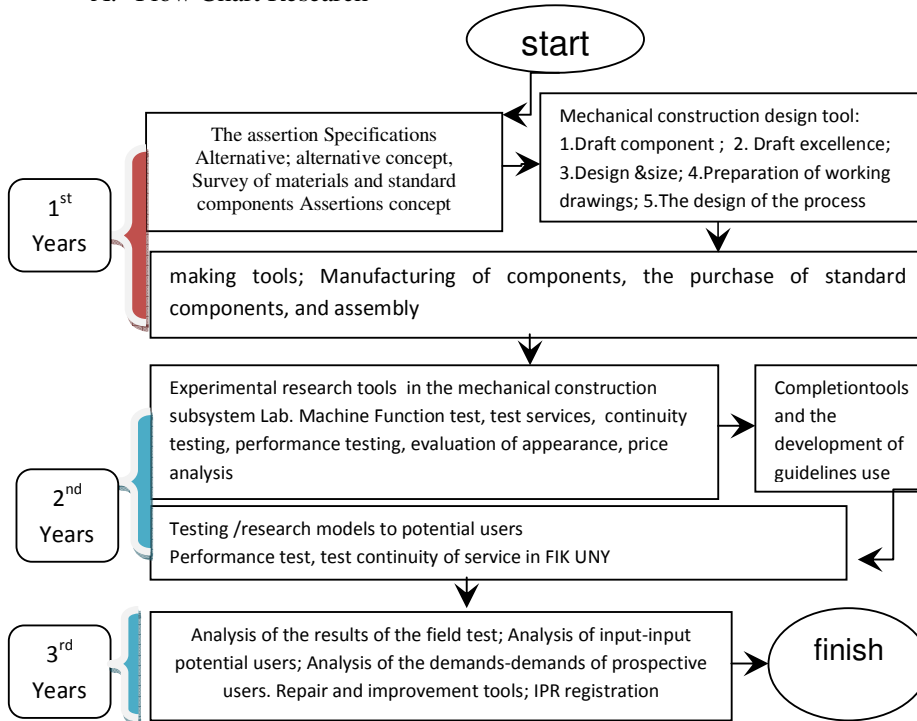 A. Flow Chart Research
start
The assertion Specifications
Alternative; alternative concept,
Survey of materials and standard
components Assertions concept
Mechanical construction design tool:
1.Draft component ; 2. Draft excellence;
3.Design &size; 4.Preparation of working
drawings; 5.The design of the process
1st
Years
making tools; Manufacturing of components, the purchase of standard
components, and assembly
Experimental research tools in the mechanical construction
subsystem Lab. Machine Function test, test services, continuity
testing, performance testing, evaluation of appearance, price
analysis
Completiontools
and the
development of
guidelines use
2nd
Years
Testing /research models to potential users
Performance test, test continuity of service in FIK UNY
3rd
Years
Analysis of the results of the field test; Analysis of input-input
potential users; Analysis of the demands-demands of prospective
users. Repair and improvement tools; IPR registration
finish